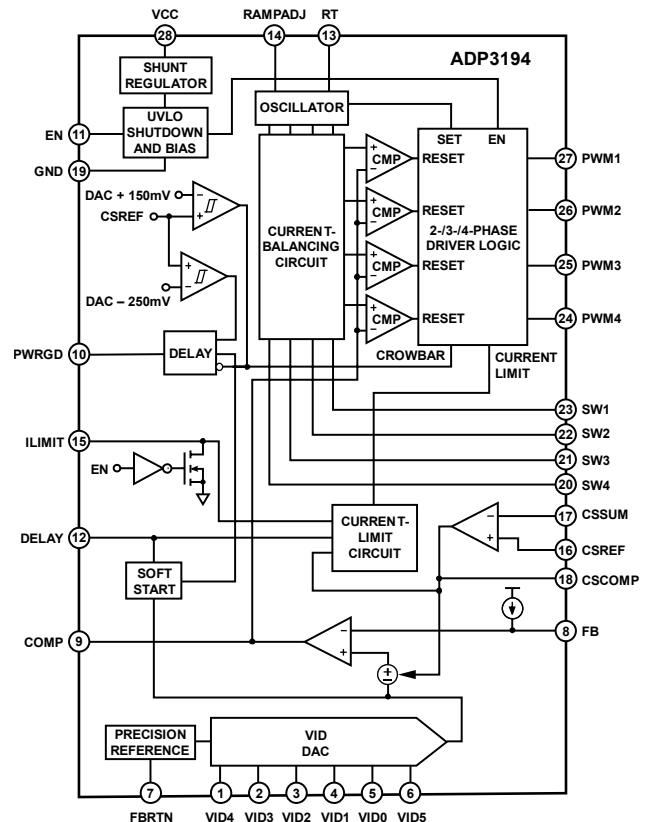 VCC
RAMPADJ
RT
28
14
13
ADP3194
SHUNT
REGULATOR
OSCILLATOR
UVLO
SHUTDOWN
AND BIAS
EN
11
GND
19
SET
EN
+
–
CMP
RESET
27
PWM1
+
–
CMP
RESET
26
PWM2
+
–
CMP
RESET
25
PWM3
+
–
CMP
RESET
24
PWM4
2-/3-/4-PHASE
DRIVER LOGIC
DAC + 150mV
–
CSREF
+
CURRENT-
BALANCING
CIRCUIT
+
–
DAC – 250mV
PWRGD
10
DELAY
CROWBAR
CURRENT
LIMIT
23
SW1
22
SW2
21
SW3
20
SW4
ILIMIT
15
EN
DELAY
12
CURRENT-
LIMIT
CIRCUIT
–
17
CSSUM
+
16
CSREF
18
CSCOMP
SOFT
START
COMP
9
–
+
8
FB
+
–
PRECISION
REFERENCE
VID
DAC
7
1
2
3
4
5
6
FBRTN
VID4
VID3
VID2
VID1
VID0
VID5